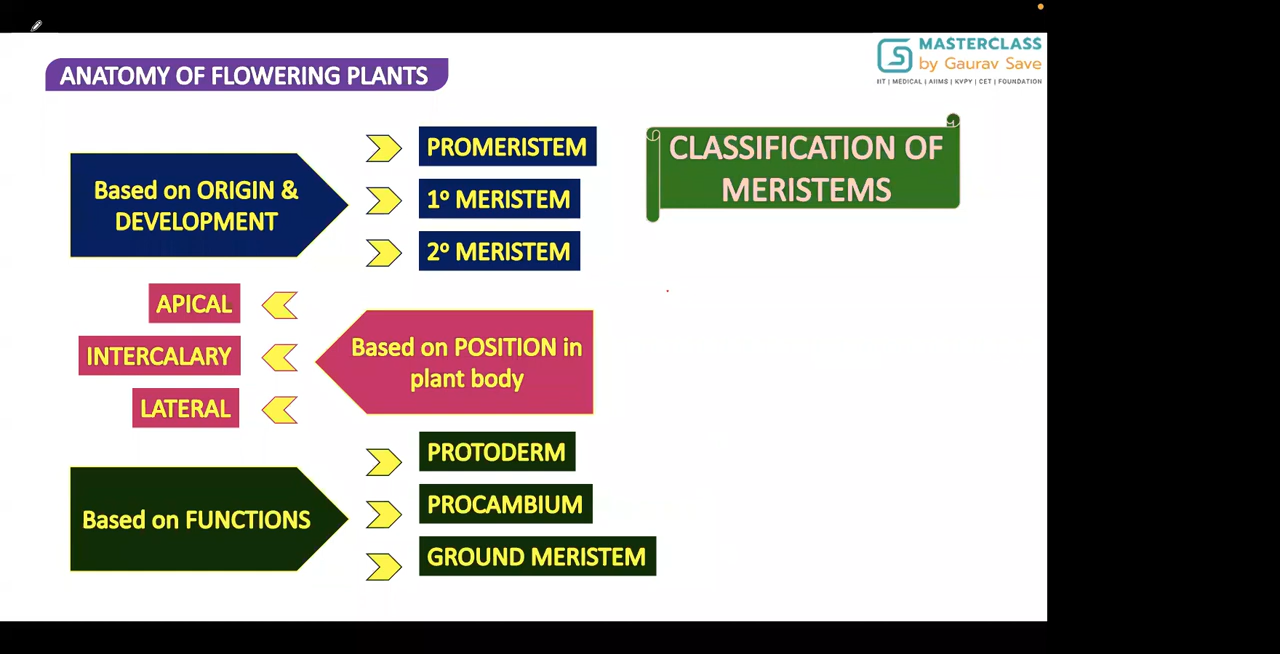 MASTERCLASS
by Gaurav Save
IIT | MEDICAL | AIIMS | KVPY | CET | FOUNDATION
ANATOMY OF FLOWERING PLANTS
CLASSIFICATION OF
MERISTEMS
Based on ORIGIN &
DEVELOPMENT
PROMERISTEM
1º MERISTEM
2º MERISTEM
Based on POSITION in
plant body
APICAL
INTERCALARY
LATERAL
Based on FUNCTIONS
PROTODERM
PROCAMBIUM
GROUND MERISTEM